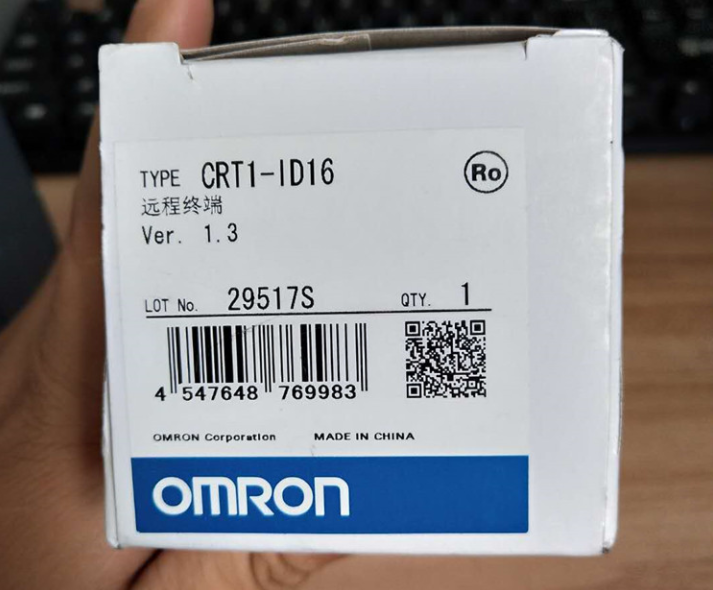 TYPE CRT1-ID16
Ro
远程终端
Ver. 1.3
LOT No. 29517S QTY. 1
4 547648 769983
OMRON Corporation MADE IN CHINA
OMRON